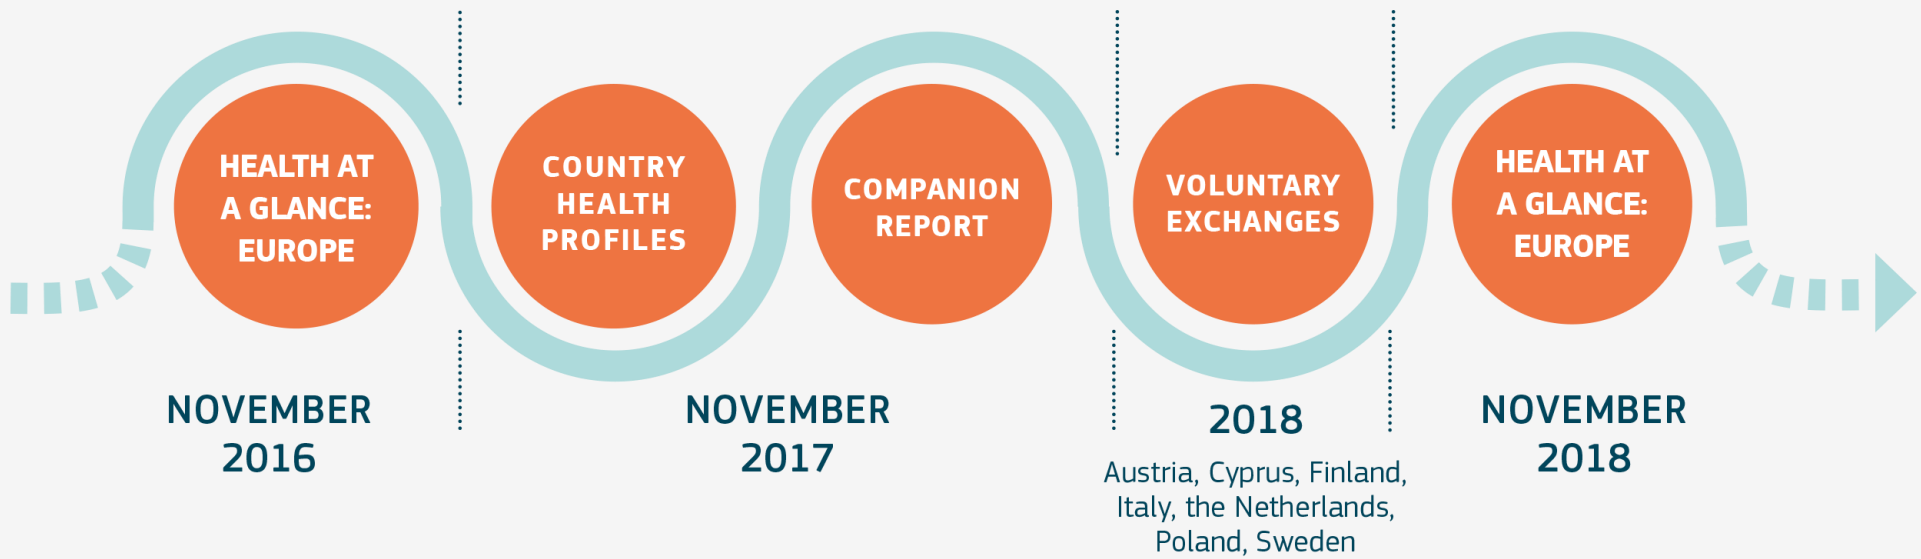 HEALTH AT
A GLANCE:
EUROPE
COUNTRY
HEALTH
PROFILES
COMPANION
REPORT
VOLUNTARY
EXCHANGES
HEALTH AT
A GLANCE:
EUROPE
NOVEMBER
2016
NOVEMBER
2017
2018
Austria, Cyprus, Finland,
Italy, the Netherlands,
Poland, Sweden
NOVEMBER
2018